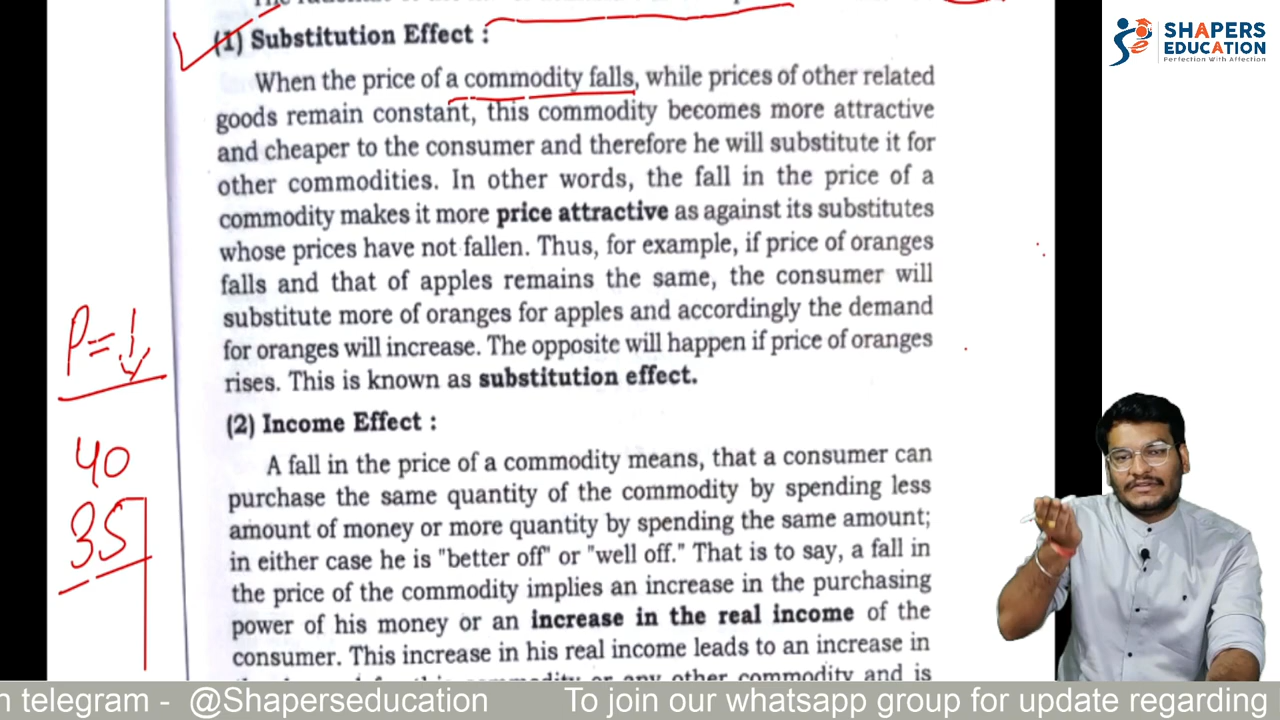 (1) Substitution Effect :
When the price of a commodity falls, while prices of other related
goods remain constant, this commodity becomes more attractive
and cheaper to the consumer and therefore he will substitute it for
other commodities. In other words, the fall in the price of a
commodity makes it more price attractive as against its substitutes
whose prices have not fallen. Thus, for example, if price of oranges
falls and that of apples remains the same, the consumer will
substitute more of oranges for apples and accordingly the demand
for oranges will increase. The opposite will happen if price of oranges
rises. This is known as substitution effect.
(2) Income Effect :
A fall in the price of a commodity means, that a consumer can
purchase the same quantity of the commodity by spending less
amount of money or more quantity by spending the same amount;
in either case he is "better off" or "well off." That is to say, a fall in
the price of the commodity implies an increase in the purchasing
power of his money or an increase in the real income of the
consumer. This increase in his real income leads to an increase in
commodity or any other commodity and is
P = ↓
40
35
SHAPERS
EDUCATION
Perfection With Affection
n telegram - @Shaperseducation To join our whatsapp group for update regarding